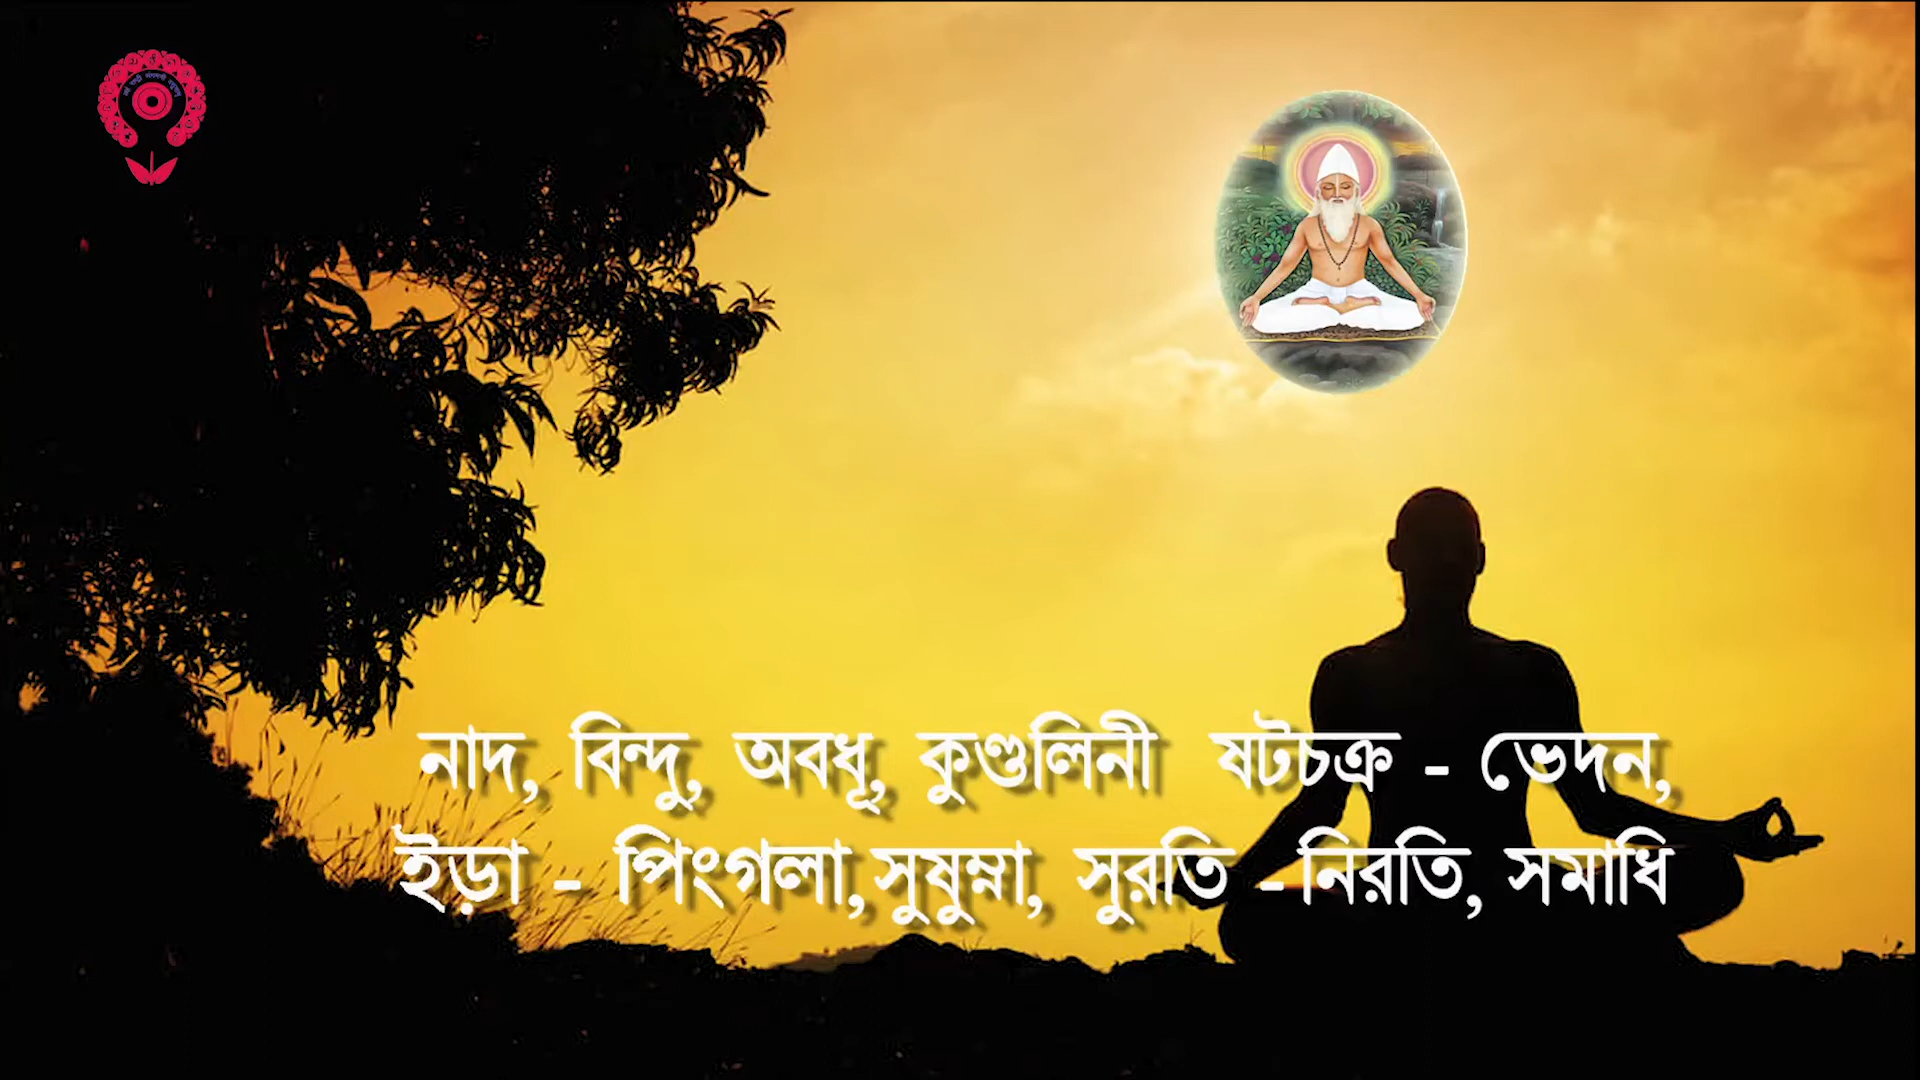 নাদ, বিন্দু, অবধূ, কুণ্ডলিনী ষটচক্র - ভেদন,
ইড়া - পিংগলা, সুষুম্না, সুরতি - নিরতি, সমাধি